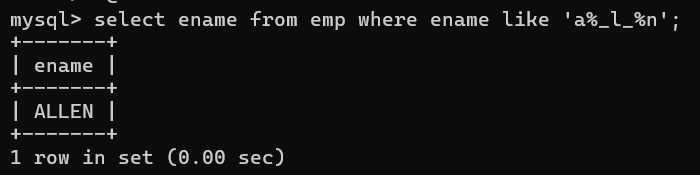 mysql> select ename from emp where ename like 'a%_l_%n';
+-------+
| ename |
+-------+
| ALLEN |
+-------+
1 row in set (0.00 sec)